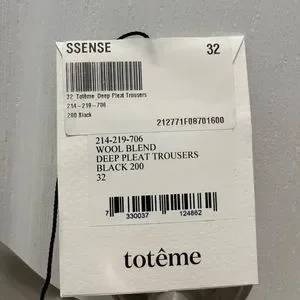 SSENSE 32
32 Totême Deep Pleat Trousers
214-219-706
200 Black
212771F08701600
214-219-706
WOOL BLEND
DEEP PLEAT TROUSERS
BLACK 200
32
7 330037 124862
totême